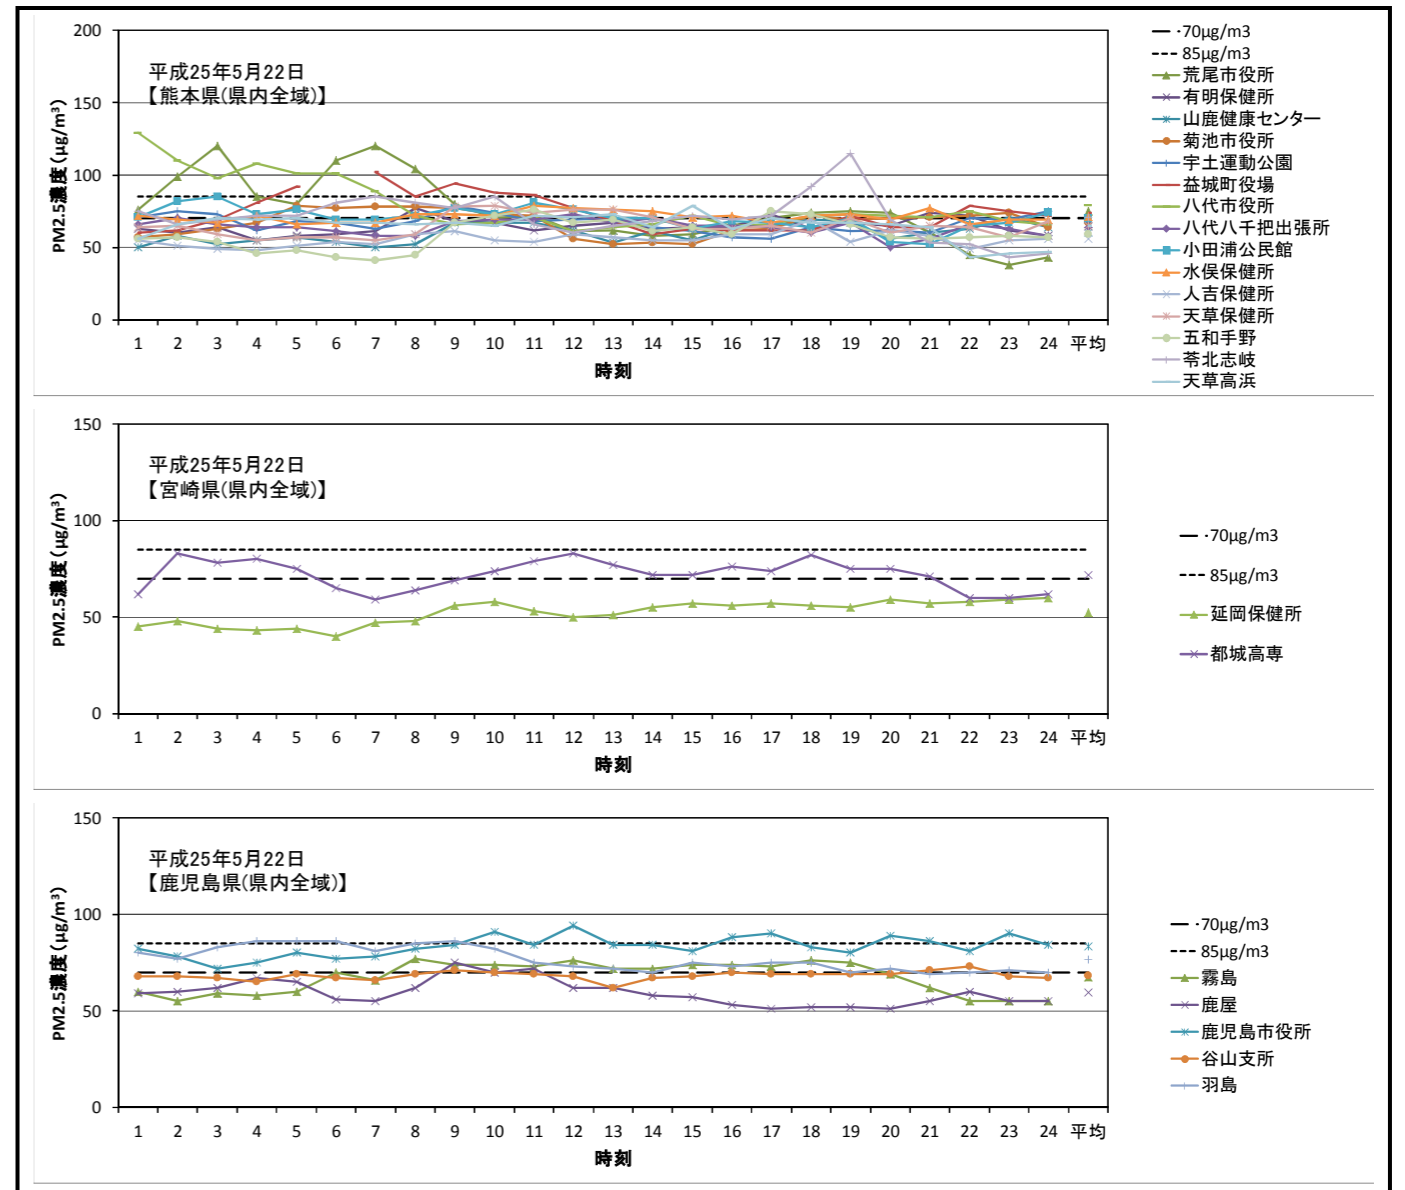 200
150
100
50
0
PM2.5濃度(μg/m³)
平成25年5月22日
【熊本県(県内全域)】
1 2 3 4 5 6 7 8 9 10 11 12 13 14 15 16 17 18 19 20 21 22 23 24 平均
時刻
70μg/m3
85μg/m3
荒尾市役所
有明保健所
山鹿健康センター
菊池市役所
宇土運動公園
益城町役場
八代市役所
八代八千把出張所
小田浦公民館
水俣保健所
人吉保健所
天草保健所
五和手野
苓北志岐
天草高浜
150
100
50
0
PM2.5濃度(μg/m³)
平成25年5月22日
【宮崎県(県内全域)】
1 2 3 4 5 6 7 8 9 10 11 12 13 14 15 16 17 18 19 20 21 22 23 24 平均
時刻
70μg/m3
85μg/m3
延岡保健所
都城高専
150
100
50
0
PM2.5濃度(μg/m³)
平成25年5月22日
【鹿児島県(県内全域)】
1 2 3 4 5 6 7 8 9 10 11 12 13 14 15 16 17 18 19 20 21 22 23 24 平均
時刻
70μg/m3
85μg/m3
霧島
鹿屋
鹿児島市役所
谷山支所
羽島